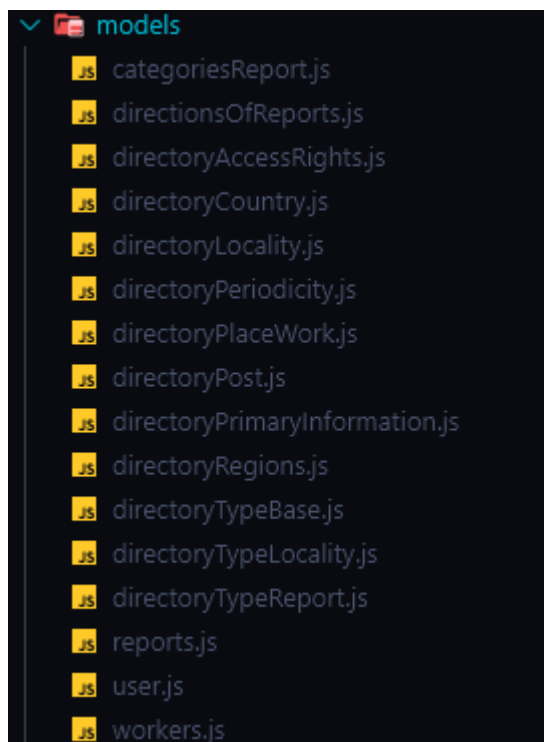 models
JS categoriesReport.js
JS directionsOfReports.js
JS directoryAccessRights.js
JS directoryCountry.js
JS directoryLocality.js
JS directoryPeriodicity.js
JS directoryPlaceWork.js
JS directoryPost.js
JS directoryPrimaryInformation.js
JS directoryRegions.js
JS directoryTypeBase.js
JS directoryTypeLocality.js
JS directoryTypeReport.js
JS reports.js
JS user.js
JS workers.js